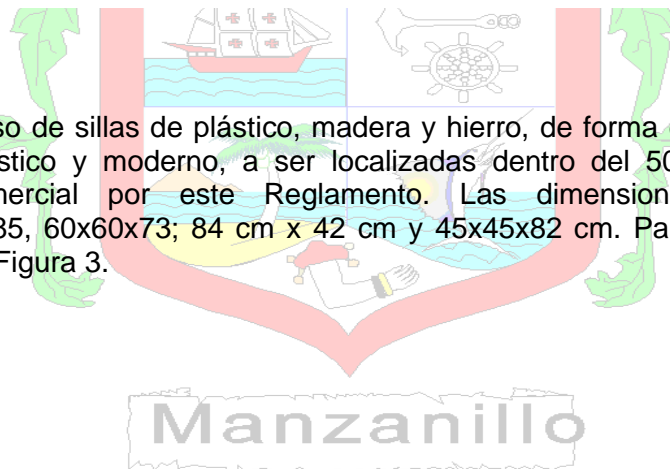 so de sillas de plástico, madera y hierro, de forma
stico y moderno, a ser localizadas dentro del 50
ercial por este Reglamento. Las dimension
35, 60x60x73; 84 cm x 42 cm y 45x45x82 cm. Pa
Figura 3.
Manzanillo